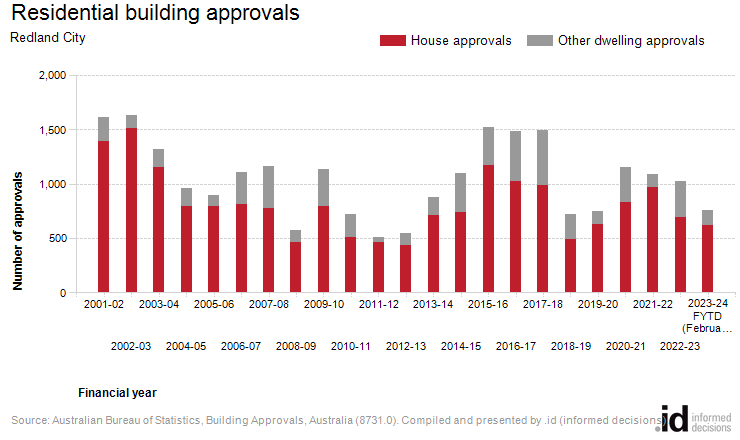 Residential building approvals
Redland City
House approvals
Other dwelling approvals
Number of approvals
2,000
1,500
1,000
500
0
2001-02
2003-04
2005-06
2007-08
2009-10
2011-12
2013-14
2015-16
2017-18
2019-20
2021-22
2023-24
FYTD
(Februa...
2002-03
2004-05
2006-07
2008-09
2010-11
2012-13
2014-15
2016-17
2018-19
2020-21
2022-23
Financial year
Source: Australian Bureau of Statistics, Building Approvals, Australia (8731.0). Compiled and presented by .id (informed decisions)
.id informed
decisions